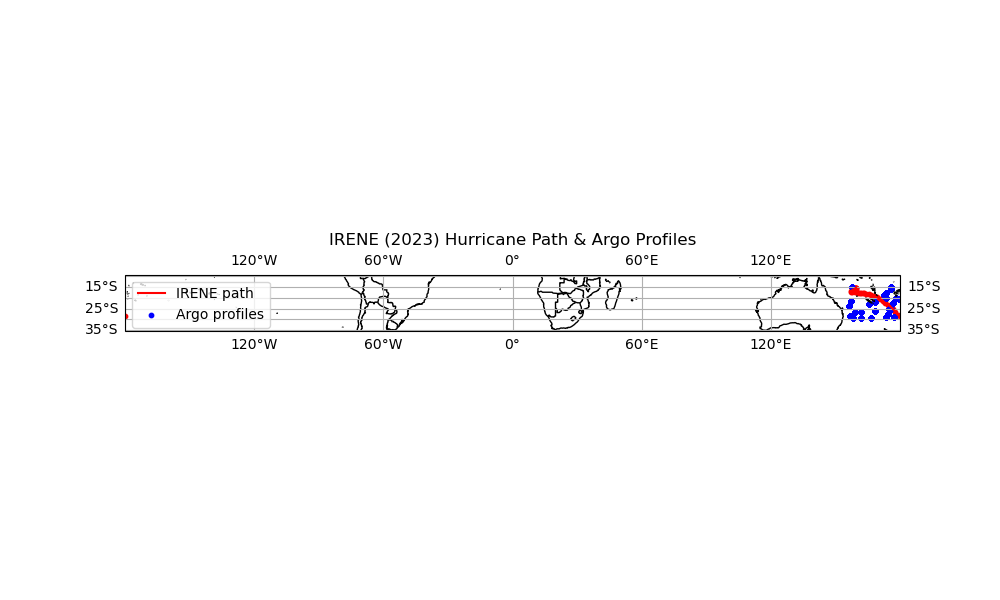 IRENE (2023) Hurricane Path & Argo Profiles
120°W 60°W 0° 60°E 120°E
15°S IRENE path 15°S
25°S Argo profiles 25°S
35°S 35°S
120°W 60°W 0° 60°E 120°E